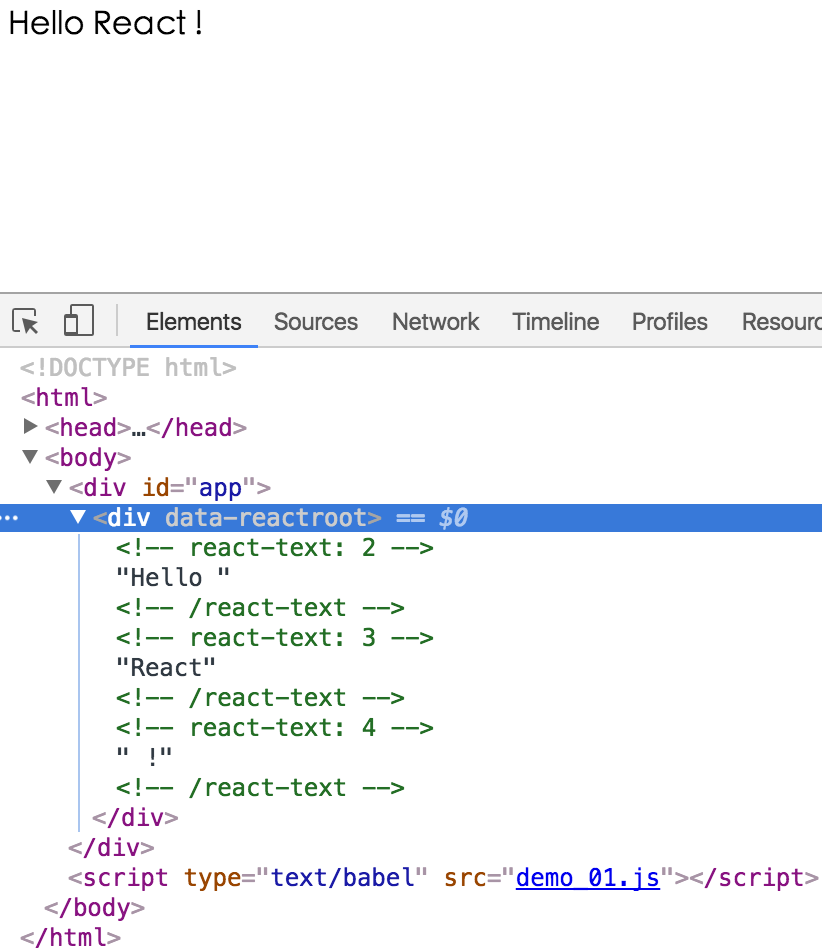 Hello React !
Elements Sources Network Timeline Profiles Resourc
<!DOCTYPE html>
<html>
<head>…</head>
<body>
<div id="app">
<div data-reactroot> == $0
<!-- react-text: 2 -->
"Hello "
<!-- /react-text -->
<!-- react-text: 3 -->
"React"
<!-- /react-text -->
<!-- react-text: 4 -->
" !"
<!-- /react-text -->
</div>
</div>
<script type="text/babel" src="demo_01.js"></script>
</body>
</html>